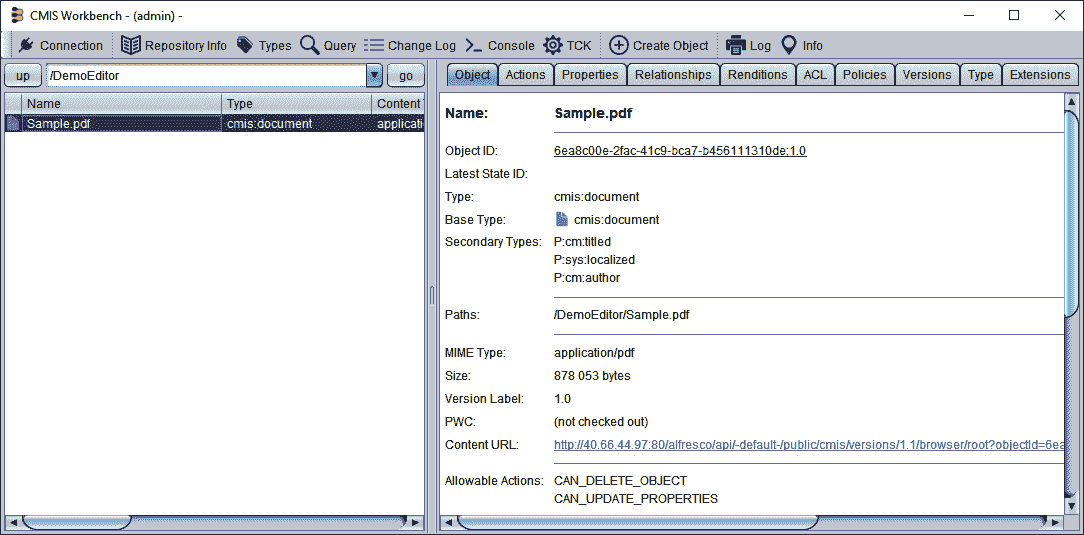 CMIS Workbench - (admin) -
Connection Repository Info Types Query Change Log Console TCK Create Object Log Info
up /DemoEditor go
Name Type Content
Sample.pdf cmis:document applicati
Object Actions Properties Relationships Renditions ACL Policies Versions Type Extensions
Name: Sample.pdf
Object ID: 6ea8c00e-2fac-41c9-bca7-b456111310de;1.0
Latest State ID:
Type: cmis:document
Base Type: cmis:document
Secondary Types: P:cm:titled
P:sys:localized
P:cm:author
Paths: /DemoEditor/Sample.pdf
MIME Type: application/pdf
Size: 878 053 bytes
Version Label: 1.0
PWC: (not checked out)
Content URL: http://40.66.44.97:80/alfresco/api/-default-/public/cmis/versions/1.1/browser/root?objectId=6ea
Allowable Actions: CAN_DELETE_OBJECT
CAN_UPDATE_PROPERTIES